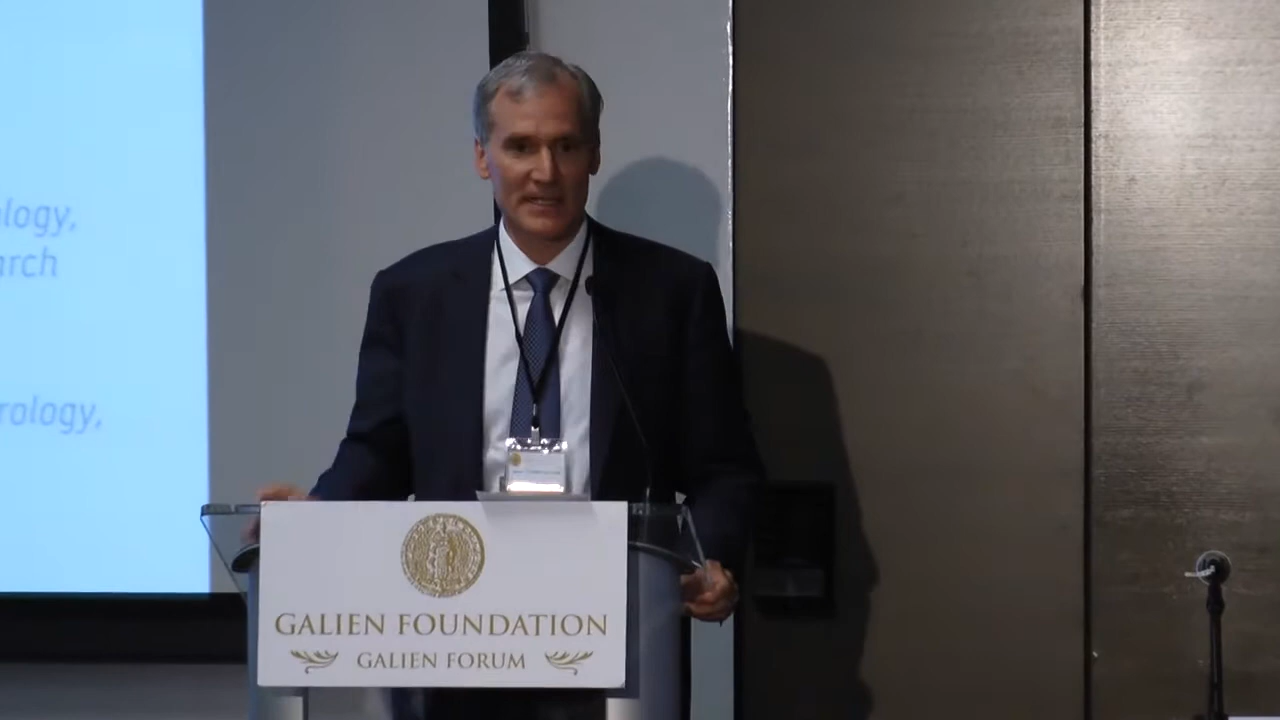 ology,
arch
rology,
GALIEN FOUNDATION
GALIEN FORUM